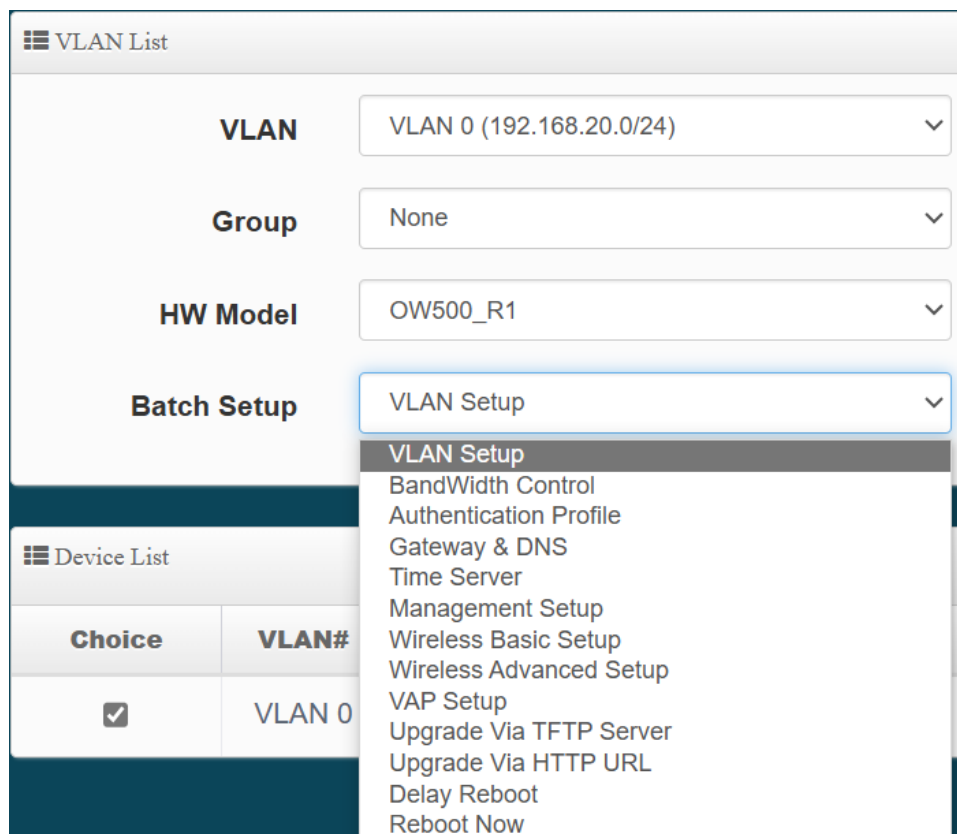 VLAN List
VLAN
VLAN 0 (192.168.20.0/24)
Group
None
HW Model
OW500_R1
Batch Setup
VLAN Setup
VLAN Setup
BandWidth Control
Authentication Profile
Gateway & DNS
Time Server
Management Setup
Wireless Basic Setup
Wireless Advanced Setup
VAP Setup
Upgrade Via TFTP Server
Upgrade Via HTTP URL
Delay Reboot
Reboot Now
Device List
Choice
VLAN#
VLAN 0